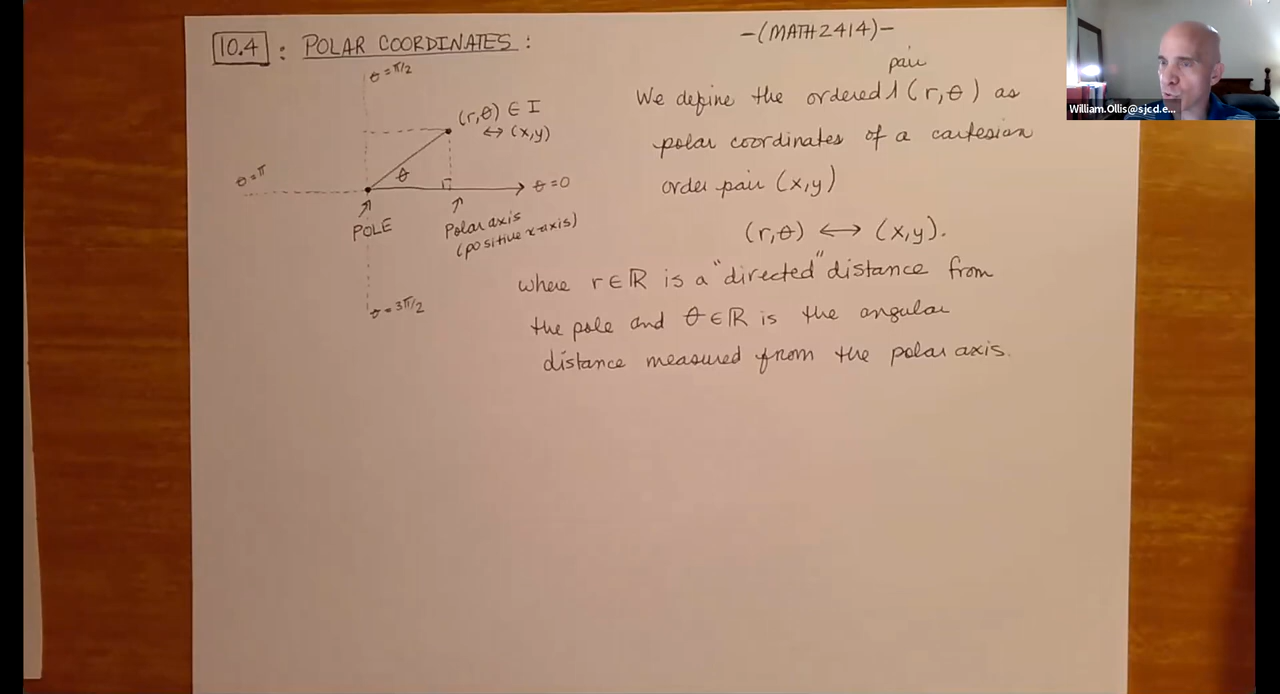 10.4 : POLAR COORDINATES :
-(MATH2414)-
θ = π/2
(r,θ) ∈ I
↔ (x,y)
θ
θ = π
θ = 0
POLE
Polar axis
(positive x-axis)
θ = 3π/2
pair
We define the ordered (r,θ) as
polar coordinates of a cartesian
order pair (x,y)
(r,θ) ↔ (x,y).
where r∈ℝ is a "directed" distance from
the pole and θ∈ℝ is the angular
distance measured from the polar axis.
William.Ollis@sjcd.e...